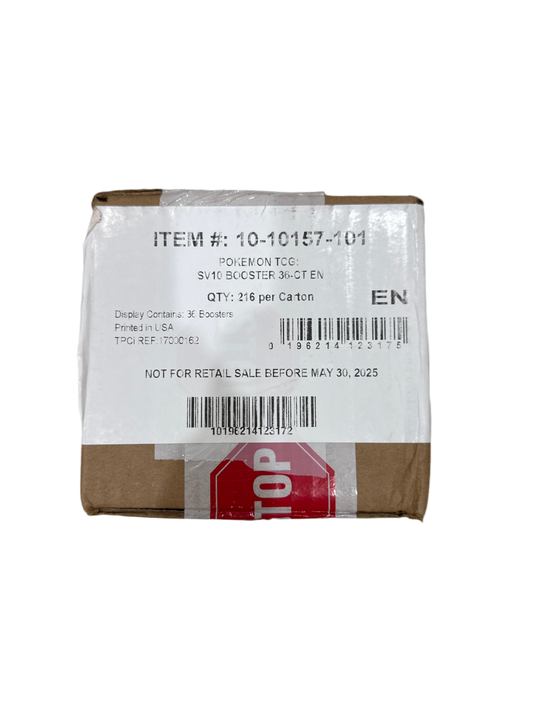 ITEM #: 10-10157-101
POKEMON TCG:
SV10 BOOSTER 36-CT EN
QTY: 216 per Carton
EN
Display Contains: 36 Boosters
Printed in USA
TPCi REF:17000162
0 196214 123175
NOT FOR RETAIL SALE BEFORE MAY 30, 2025
10196214123172
STOP